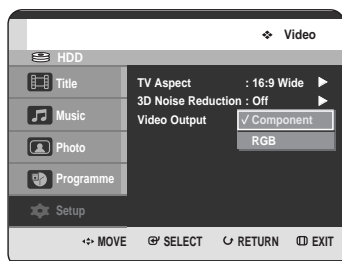 ❖ Video
HDD
Title
TV Aspect : 16:9 Wide ▶
3D Noise Reduction : Off ▶
Music
Video Output ✓ Component
RGB
Photo
Programme
Setup
MOVE SELECT RETURN EXIT